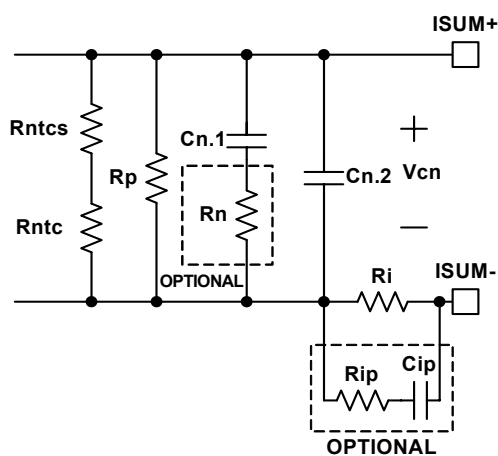 ISUM+
Rntcs
Cn.1
+
Rp
Cn.2
Vcn
Rn
Rntc
–
OPTIONAL
Ri
ISUM-
Rip
Cip
OPTIONAL